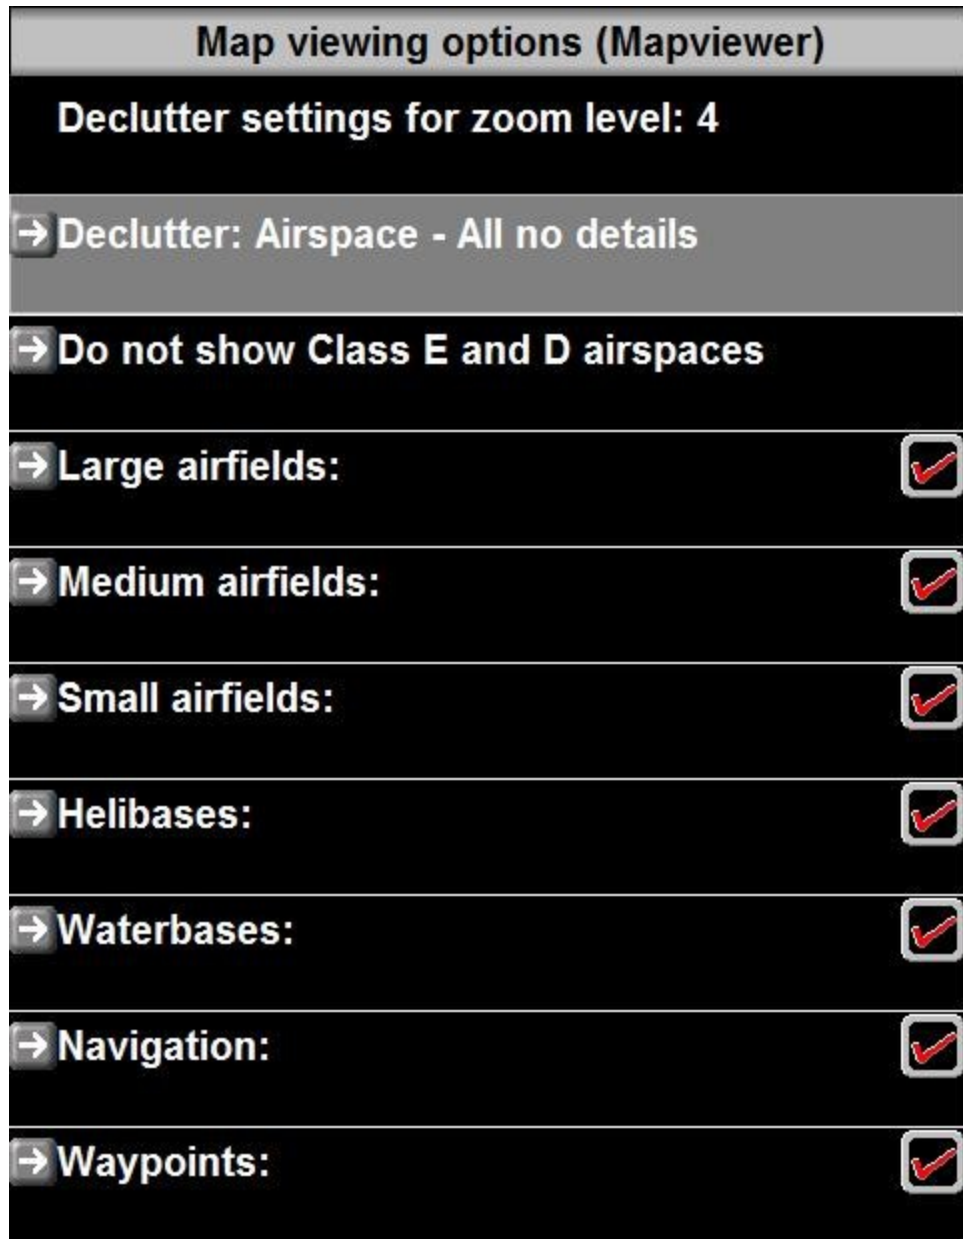 Map viewing options (Mapviewer)
Declutter settings for zoom level: 4
Declutter: Airspace - All no details
Do not show Class E and D airspaces
Large airfields:
Medium airfields:
Small airfields:
Helibases:
Waterbases:
Navigation:
Waypoints: